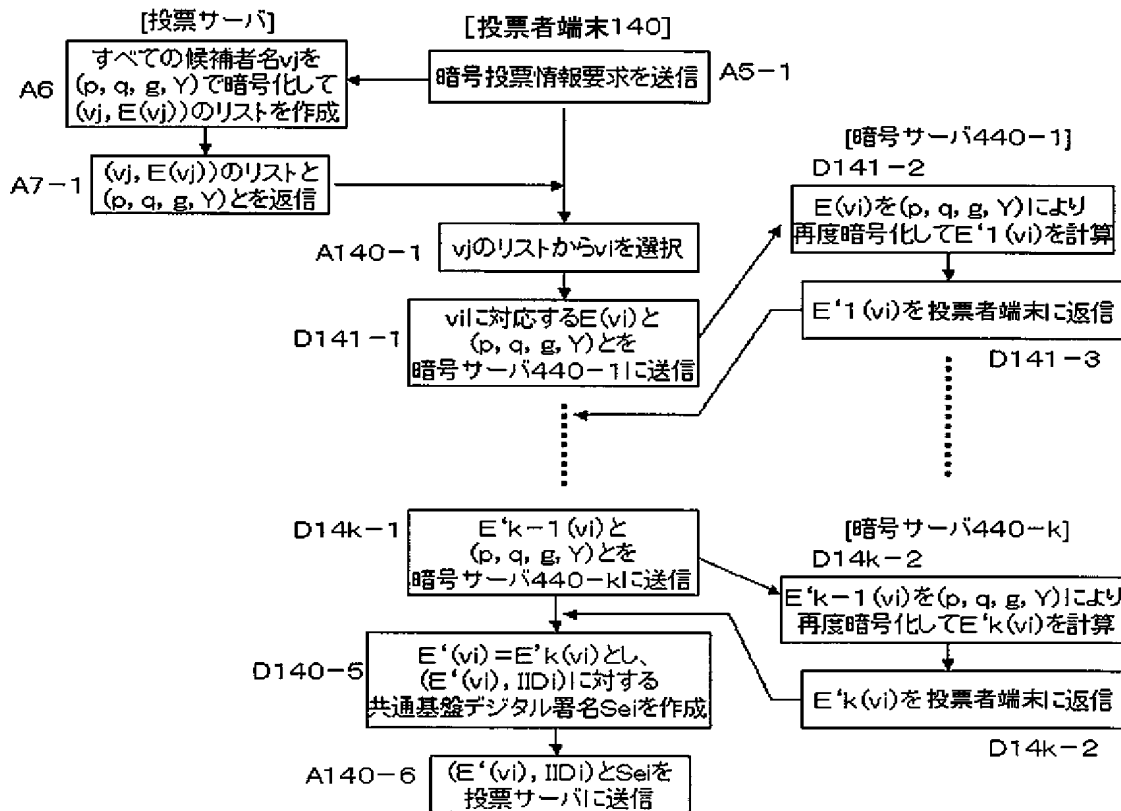 [投票サーバ]
[投票者端末140]
A6
すべての候補者名vjを
(p, q, g, Y)で暗号化して
(vj, E(vj))のリストを作成
暗号投票情報要求を送信
A5-1
A7-1
(vj, E(vj))のリストと
(p, q, g, Y)とを返信
[暗号サーバ440-1]
D141-2
E(vi)を(p, q, g, Y)により
再度暗号化してE‘1(vi)を計算
A140-1
vjのリストからviを選択
E‘1(vi)を投票者端末に返信
D141-3
D141-1
viに対応するE(vi)と
(p, q, g, Y)とを
暗号サーバ440-1に送信
D14k-1
E‘k-1(vi)と
(p, q, g, Y)とを
暗号サーバ440-kに送信
[暗号サーバ440-k]
D14k-2
E‘k-1(vi)を(p, q, g, Y)により
再度暗号化してE‘k(vi)を計算
D140-5
E‘(vi)=E'k(vi)とし、
(E‘(vi), IIDi)に対する
共通基盤デジタル署名Seiを作成
E‘k(vi)を投票者端末に返信
D14k-2
A140-6
(E‘(vi), IIDi)とSeiを
投票サーバに送信